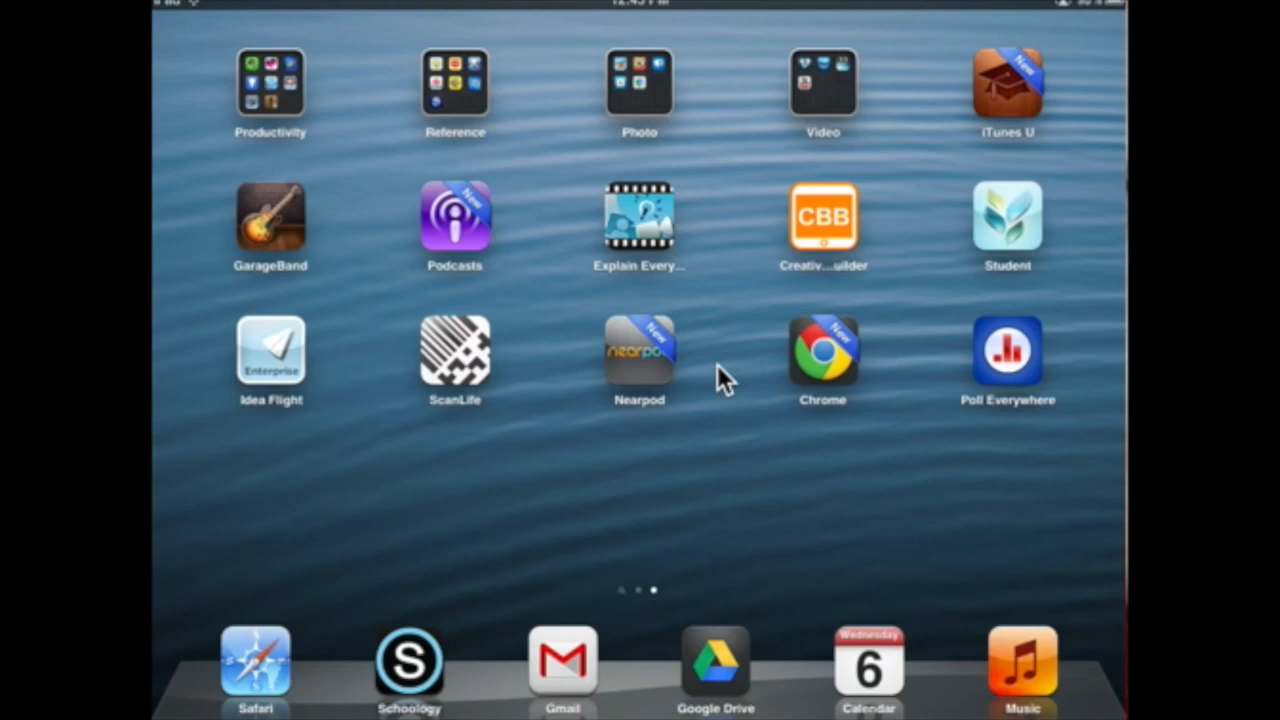 Productivity Reference Photo Video iTunes U
New
CBB
New
GarageBand Podcasts Explain Every... Creativ...uilder Student
New
New
Enterprise
nearpo
Idea Flight ScanLife Nearpod Chrome Poll Everywhere
Wednesday
S
6
Safari Schoology Gmail Google Drive Calendar Music